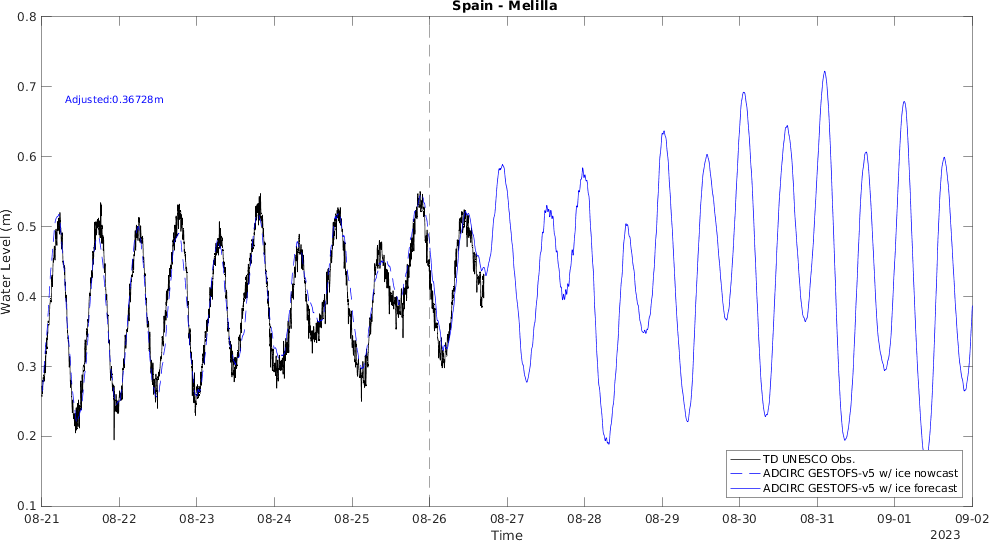 Spain - Melilla
Water Level (m)
0.8
0.7
0.6
0.5
0.4
0.3
0.2
0.1
Adjusted:0.36728m
TD UNESCO Obs.
ADCIRC GESTOFS-v5 w/ ice nowcast
ADCIRC GESTOFS-v5 w/ ice forecast
08-21 08-22 08-23 08-24 08-25 08-26 08-27 08-28 08-29 08-30 08-31 09-01 09-02
Time
2023